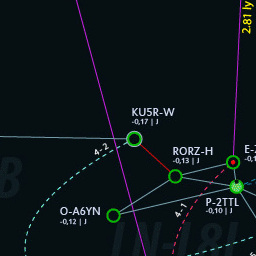 2.81 ly
KU5R-W
-0,17 | J
4-2
RORZ-H
-0,13 | J
E-
P-2TTL
-0,10 | J
O-A6YN
-0,12 | J
4-1